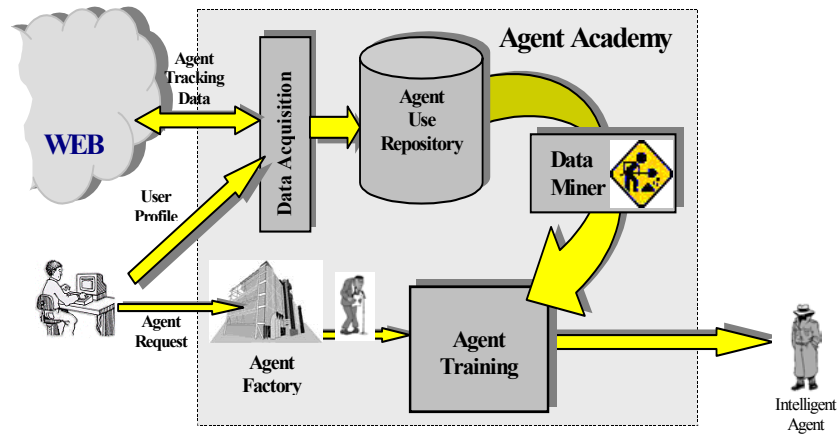 Agent Academy
Agent
Tracking
Data
WEB
Data Acquisition
Agent
Use
Repository
Data
Miner
User
Profile
Agent
Request
Agent
Factory
Agent
Training
Intelligent
Agent